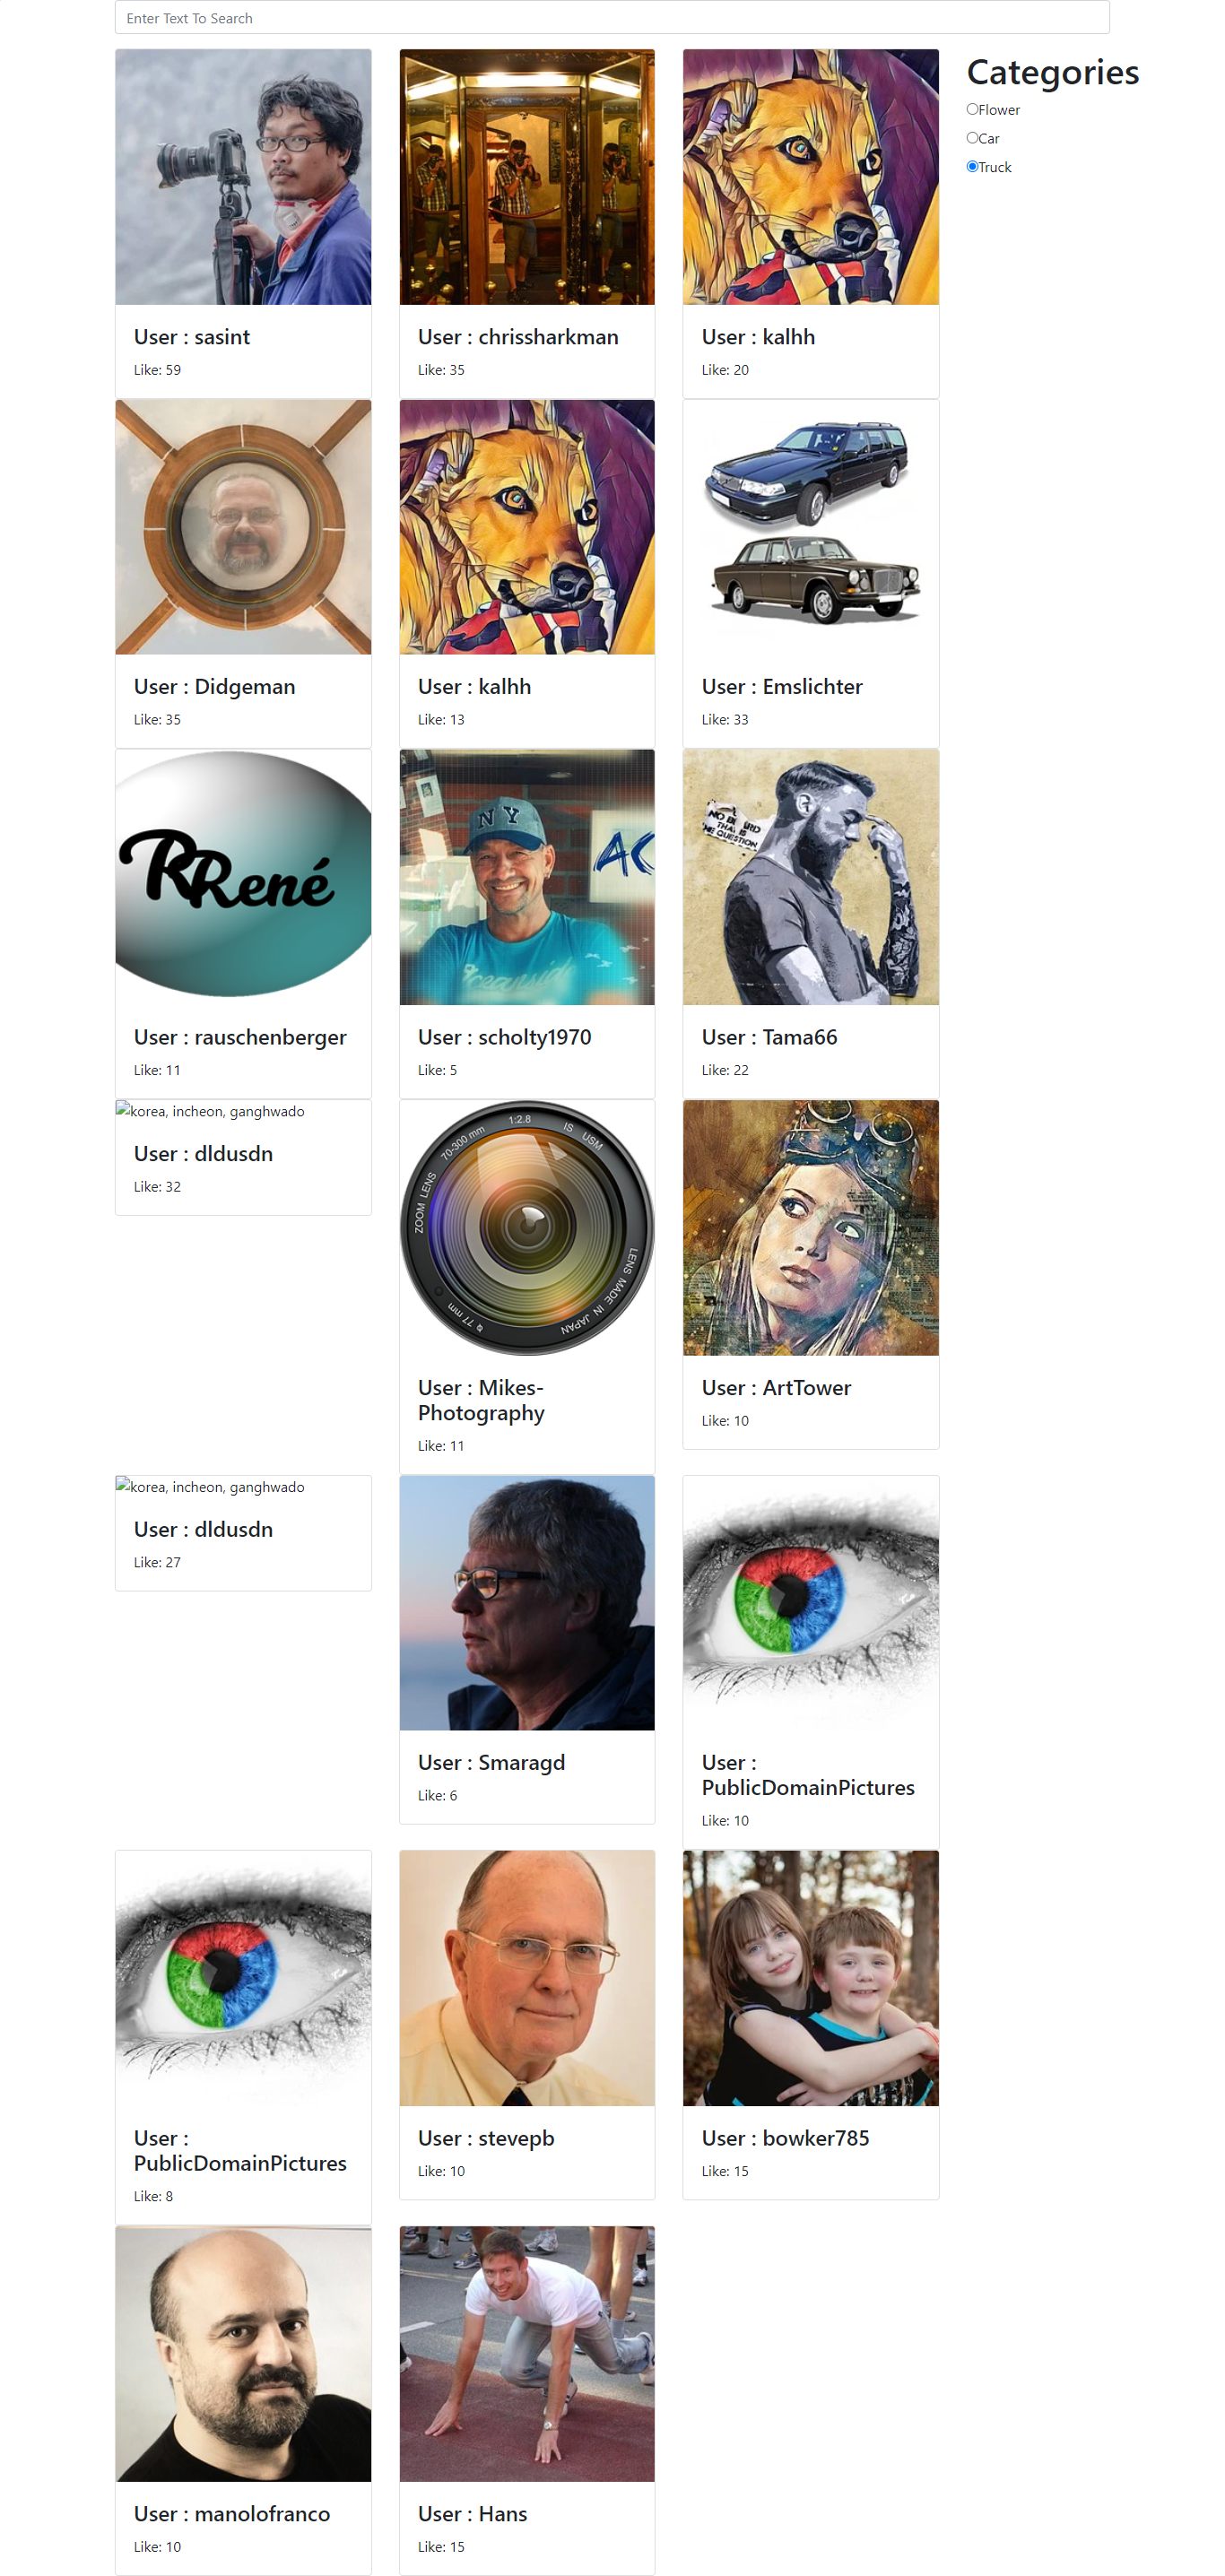 Enter Text To Search
Categories
Flower
Car
Truck
User : sasint
Like: 59
User : chrissharkman
Like: 35
User : kalhh
Like: 20
User : Didgeman
Like: 35
User : kalhh
Like: 13
User : Emslichter
Like: 33
RRené
NY
AC
Oceanside
NO
THAT IS
THE QUESTION
User : rauschenberger
Like: 11
User : scholty1970
Like: 5
User : Tama66
Like: 22
korea, incheon, ganghwado
User : dldusdn
Like: 32
1:2.8
70-300 mm
IS USM
ZOOM LENS
LENS MADE IN JAPAN
ϕ 77 mm
User : Mikes-
Photography
Like: 11
User : ArtTower
Like: 10
korea, incheon, ganghwado
User : dldusdn
Like: 27
User : Smaragd
Like: 6
User :
PublicDomainPictures
Like: 10
User :
PublicDomainPictures
Like: 8
User : stevepb
Like: 10
User : bowker785
Like: 15
User : manolofranco
Like: 10
User : Hans
Like: 15